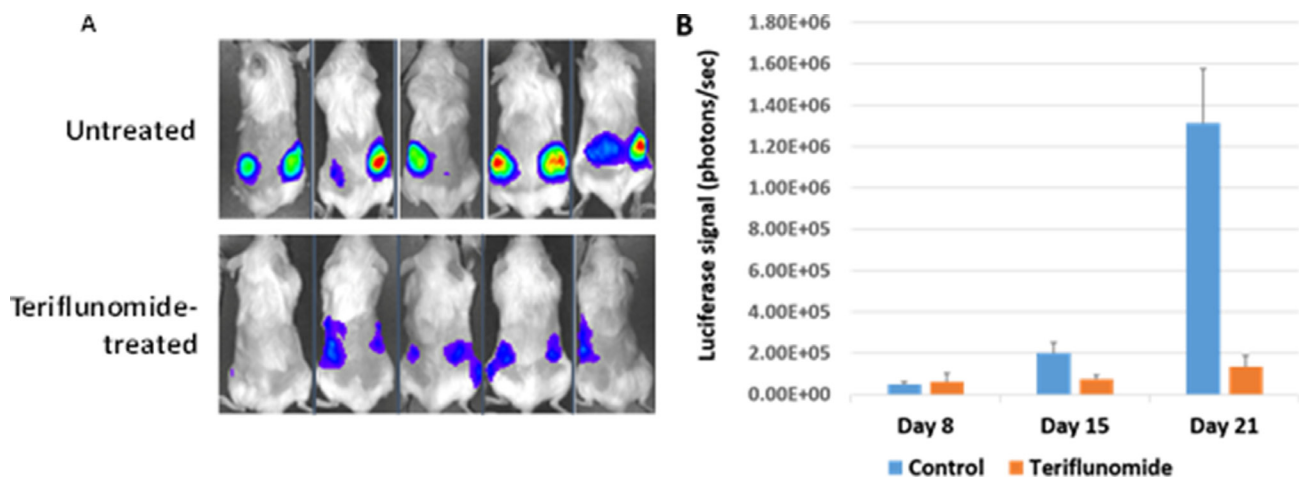 A
Untreated
Teriflunomide-
treated
B
Luciferase signal (photons/sec)
1.80E+06
1.60E+06
1.40E+06
1.20E+06
1.00E+06
8.00E+05
6.00E+05
4.00E+05
2.00E+05
0.00E+00
Day 8 Day 15 Day 21
Control Teriflunomide